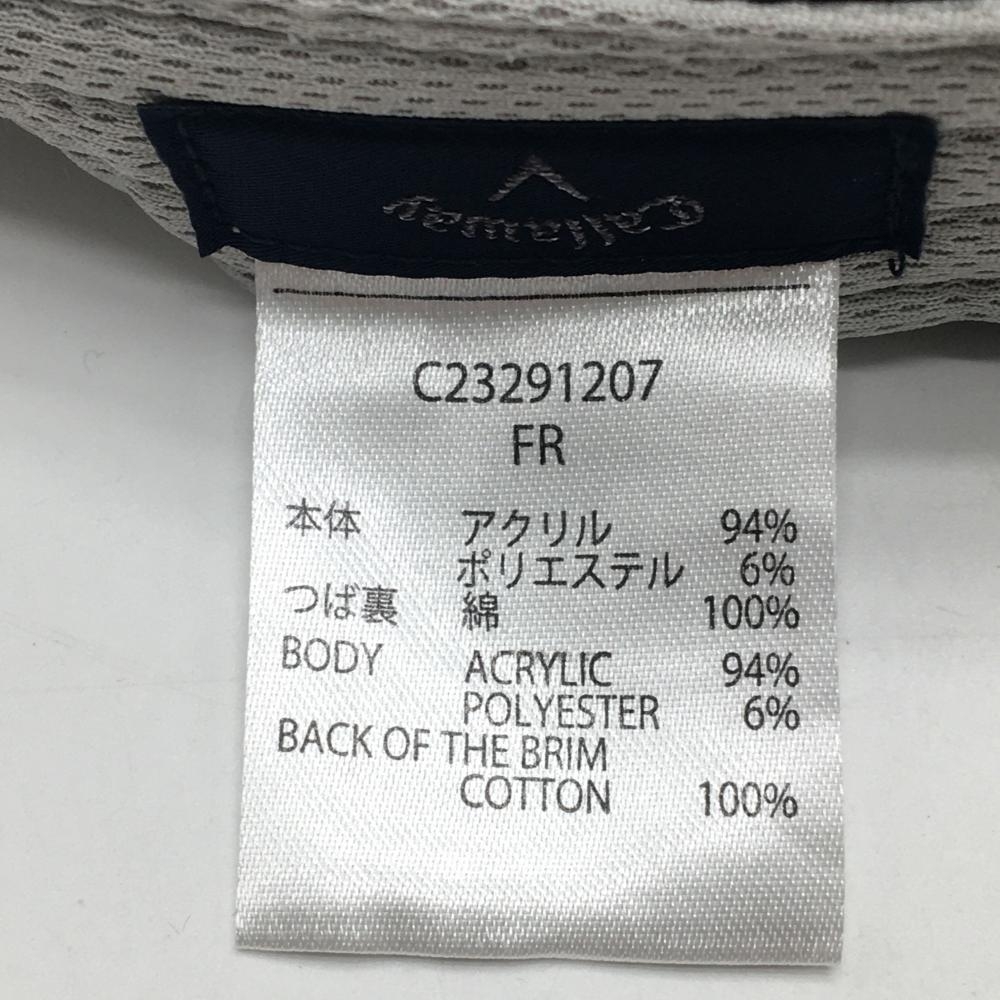 Callaway
C23291207
FR
本体 アクリル 94%
ポリエステル 6%
つば裏 綿 100%
BODY ACRYLIC 94%
POLYESTER 6%
BACK OF THE BRIM
COTTON 100%